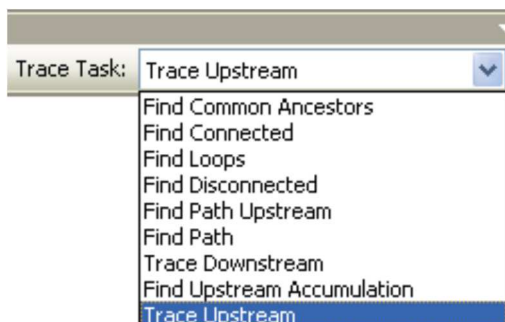 Trace Task: Trace Upstream
Find Common Ancestors
Find Connected
Find Loops
Find Disconnected
Find Path Upstream
Find Path
Trace Downstream
Find Upstream Accumulation
Trace Upstream